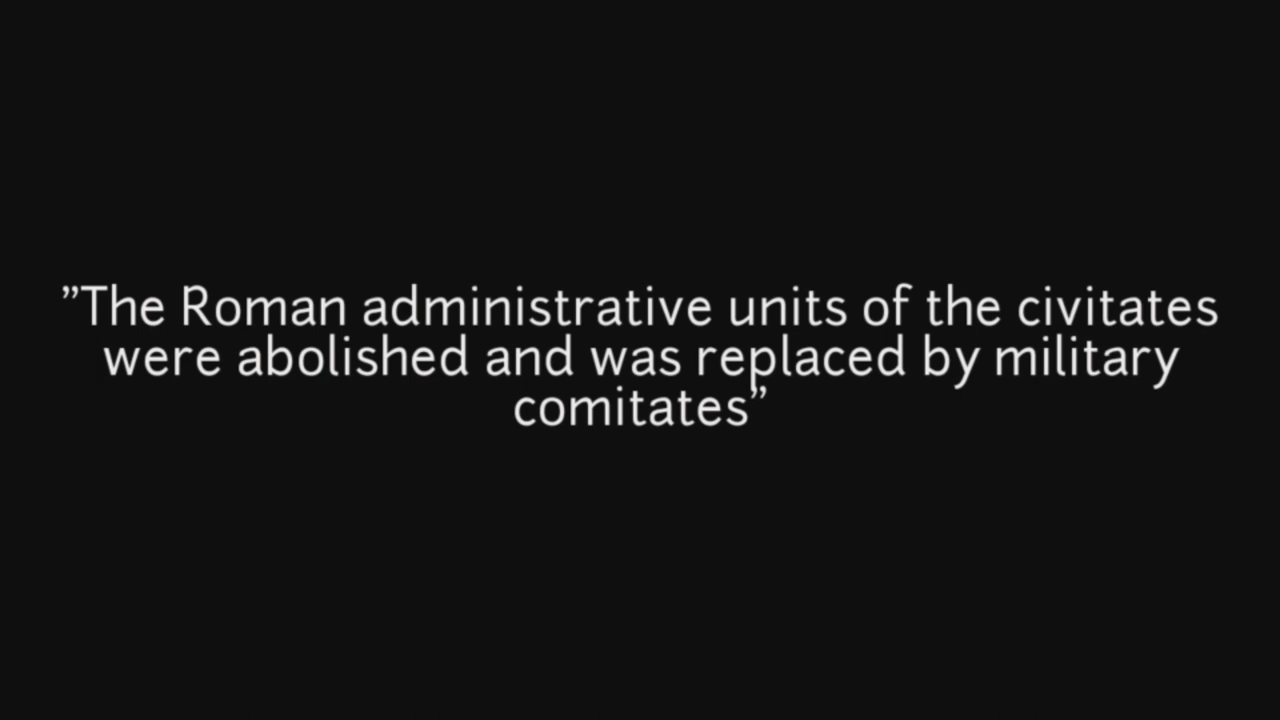 ”The Roman administrative units of the civitates
were abolished and was replaced by military
comitates”